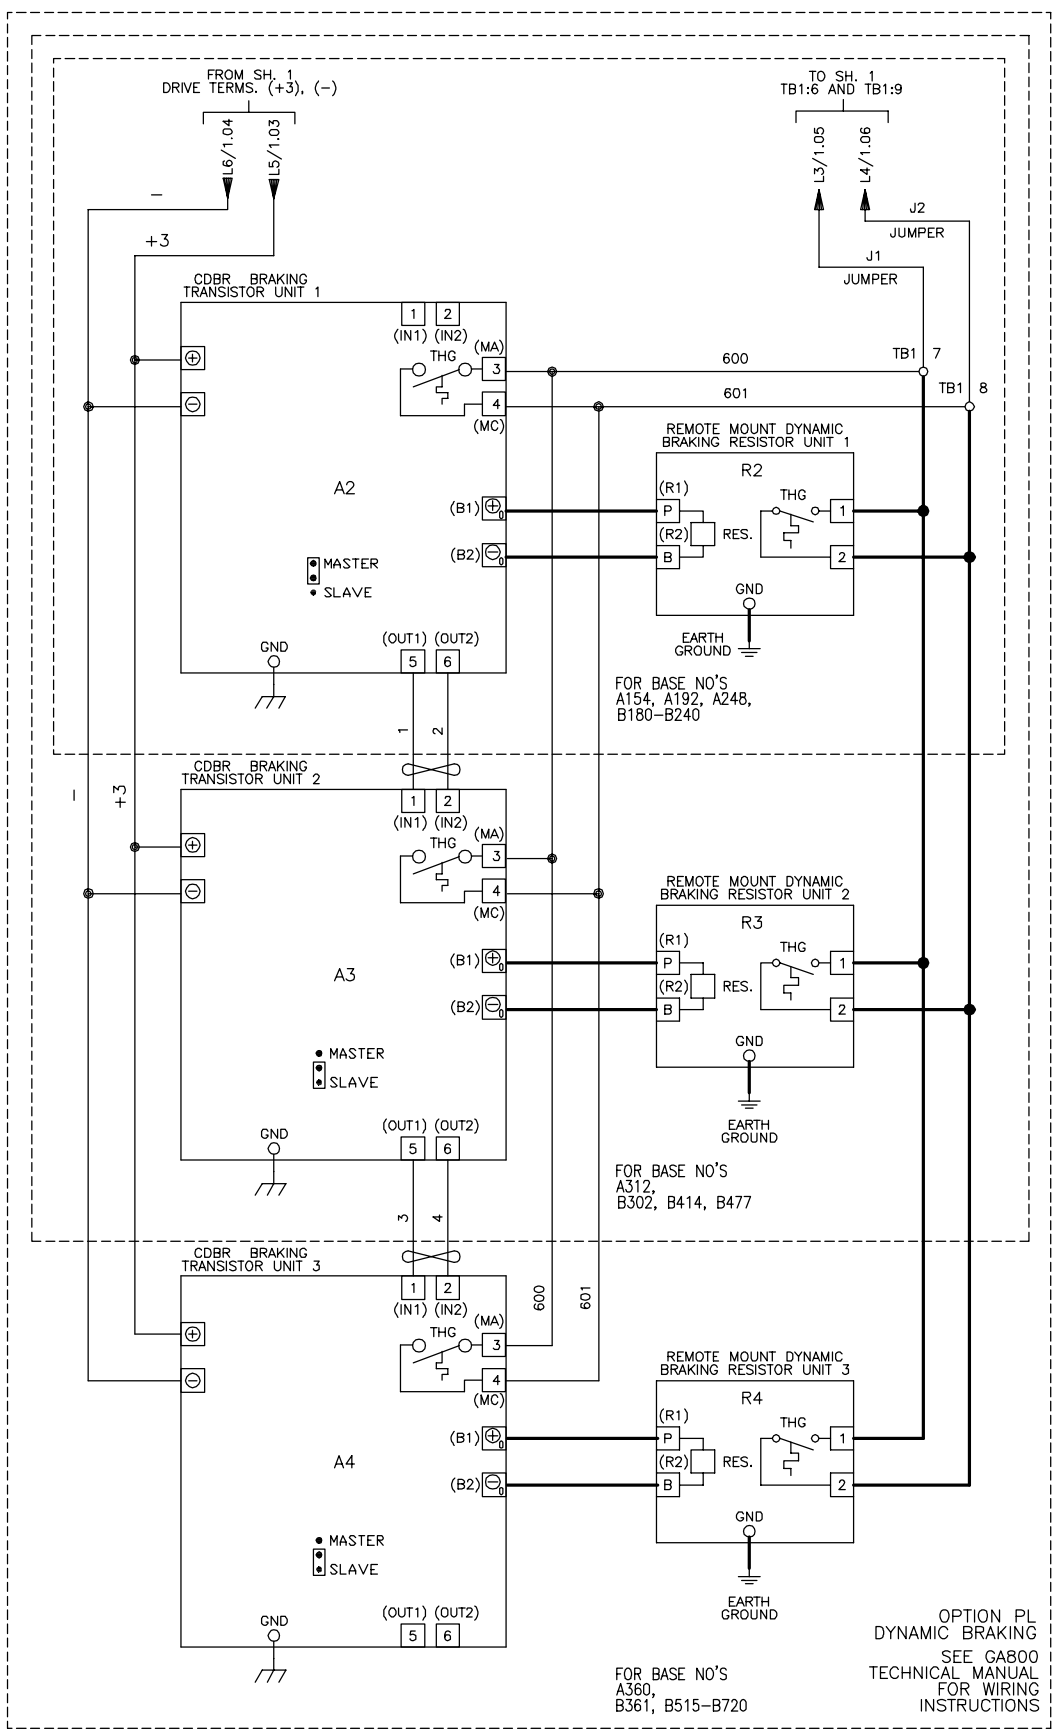 FROM SH. 1
DRIVE TERMS. (+3), (−)
L6/1.04
L5/1.03
TO SH. 1
TB1:6 AND TB1:9
L3/1.05
L4/1.06
−
+3
J2
JUMPER
J1
JUMPER
CDBR BRAKING
TRANSISTOR UNIT 1
1 2
(IN1) (IN2)
(MA)
THG
3
4
(MC)
600
601
TB1 7
TB1 8
+
−
A2
(B1) + 0
(B2) − 0
MASTER
SLAVE
GND
(OUT1) (OUT2)
5 6
REMOTE MOUNT DYNAMIC
BRAKING RESISTOR UNIT 1
R2
(R1)
P
(R2)
B
RES.
THG
1
2
GND
EARTH
GROUND
FOR BASE NO'S
A154, A192, A248,
B180−B240
1
2
−
+3
CDBR BRAKING
TRANSISTOR UNIT 2
1 2
(IN1) (IN2)
(MA)
THG
3
4
(MC)
+
−
A3
(B1) + 0
(B2) − 0
MASTER
SLAVE
GND
(OUT1) (OUT2)
5 6
REMOTE MOUNT DYNAMIC
BRAKING RESISTOR UNIT 2
R3
(R1)
P
(R2)
B
RES.
THG
1
2
GND
EARTH
GROUND
FOR BASE NO'S
A312,
B302, B414, B477
3
4
CDBR BRAKING
TRANSISTOR UNIT 3
1 2
(IN1) (IN2)
(MA)
THG
3
4
(MC)
600
601
+
−
A4
(B1) + 0
(B2) − 0
MASTER
SLAVE
GND
(OUT1) (OUT2)
5 6
REMOTE MOUNT DYNAMIC
BRAKING RESISTOR UNIT 3
R4
(R1)
P
(R2)
B
RES.
THG
1
2
GND
EARTH
GROUND
FOR BASE NO'S
A360,
B361, B515−B720
OPTION PL
DYNAMIC BRAKING
SEE GA800
TECHNICAL MANUAL
FOR WIRING
INSTRUCTIONS